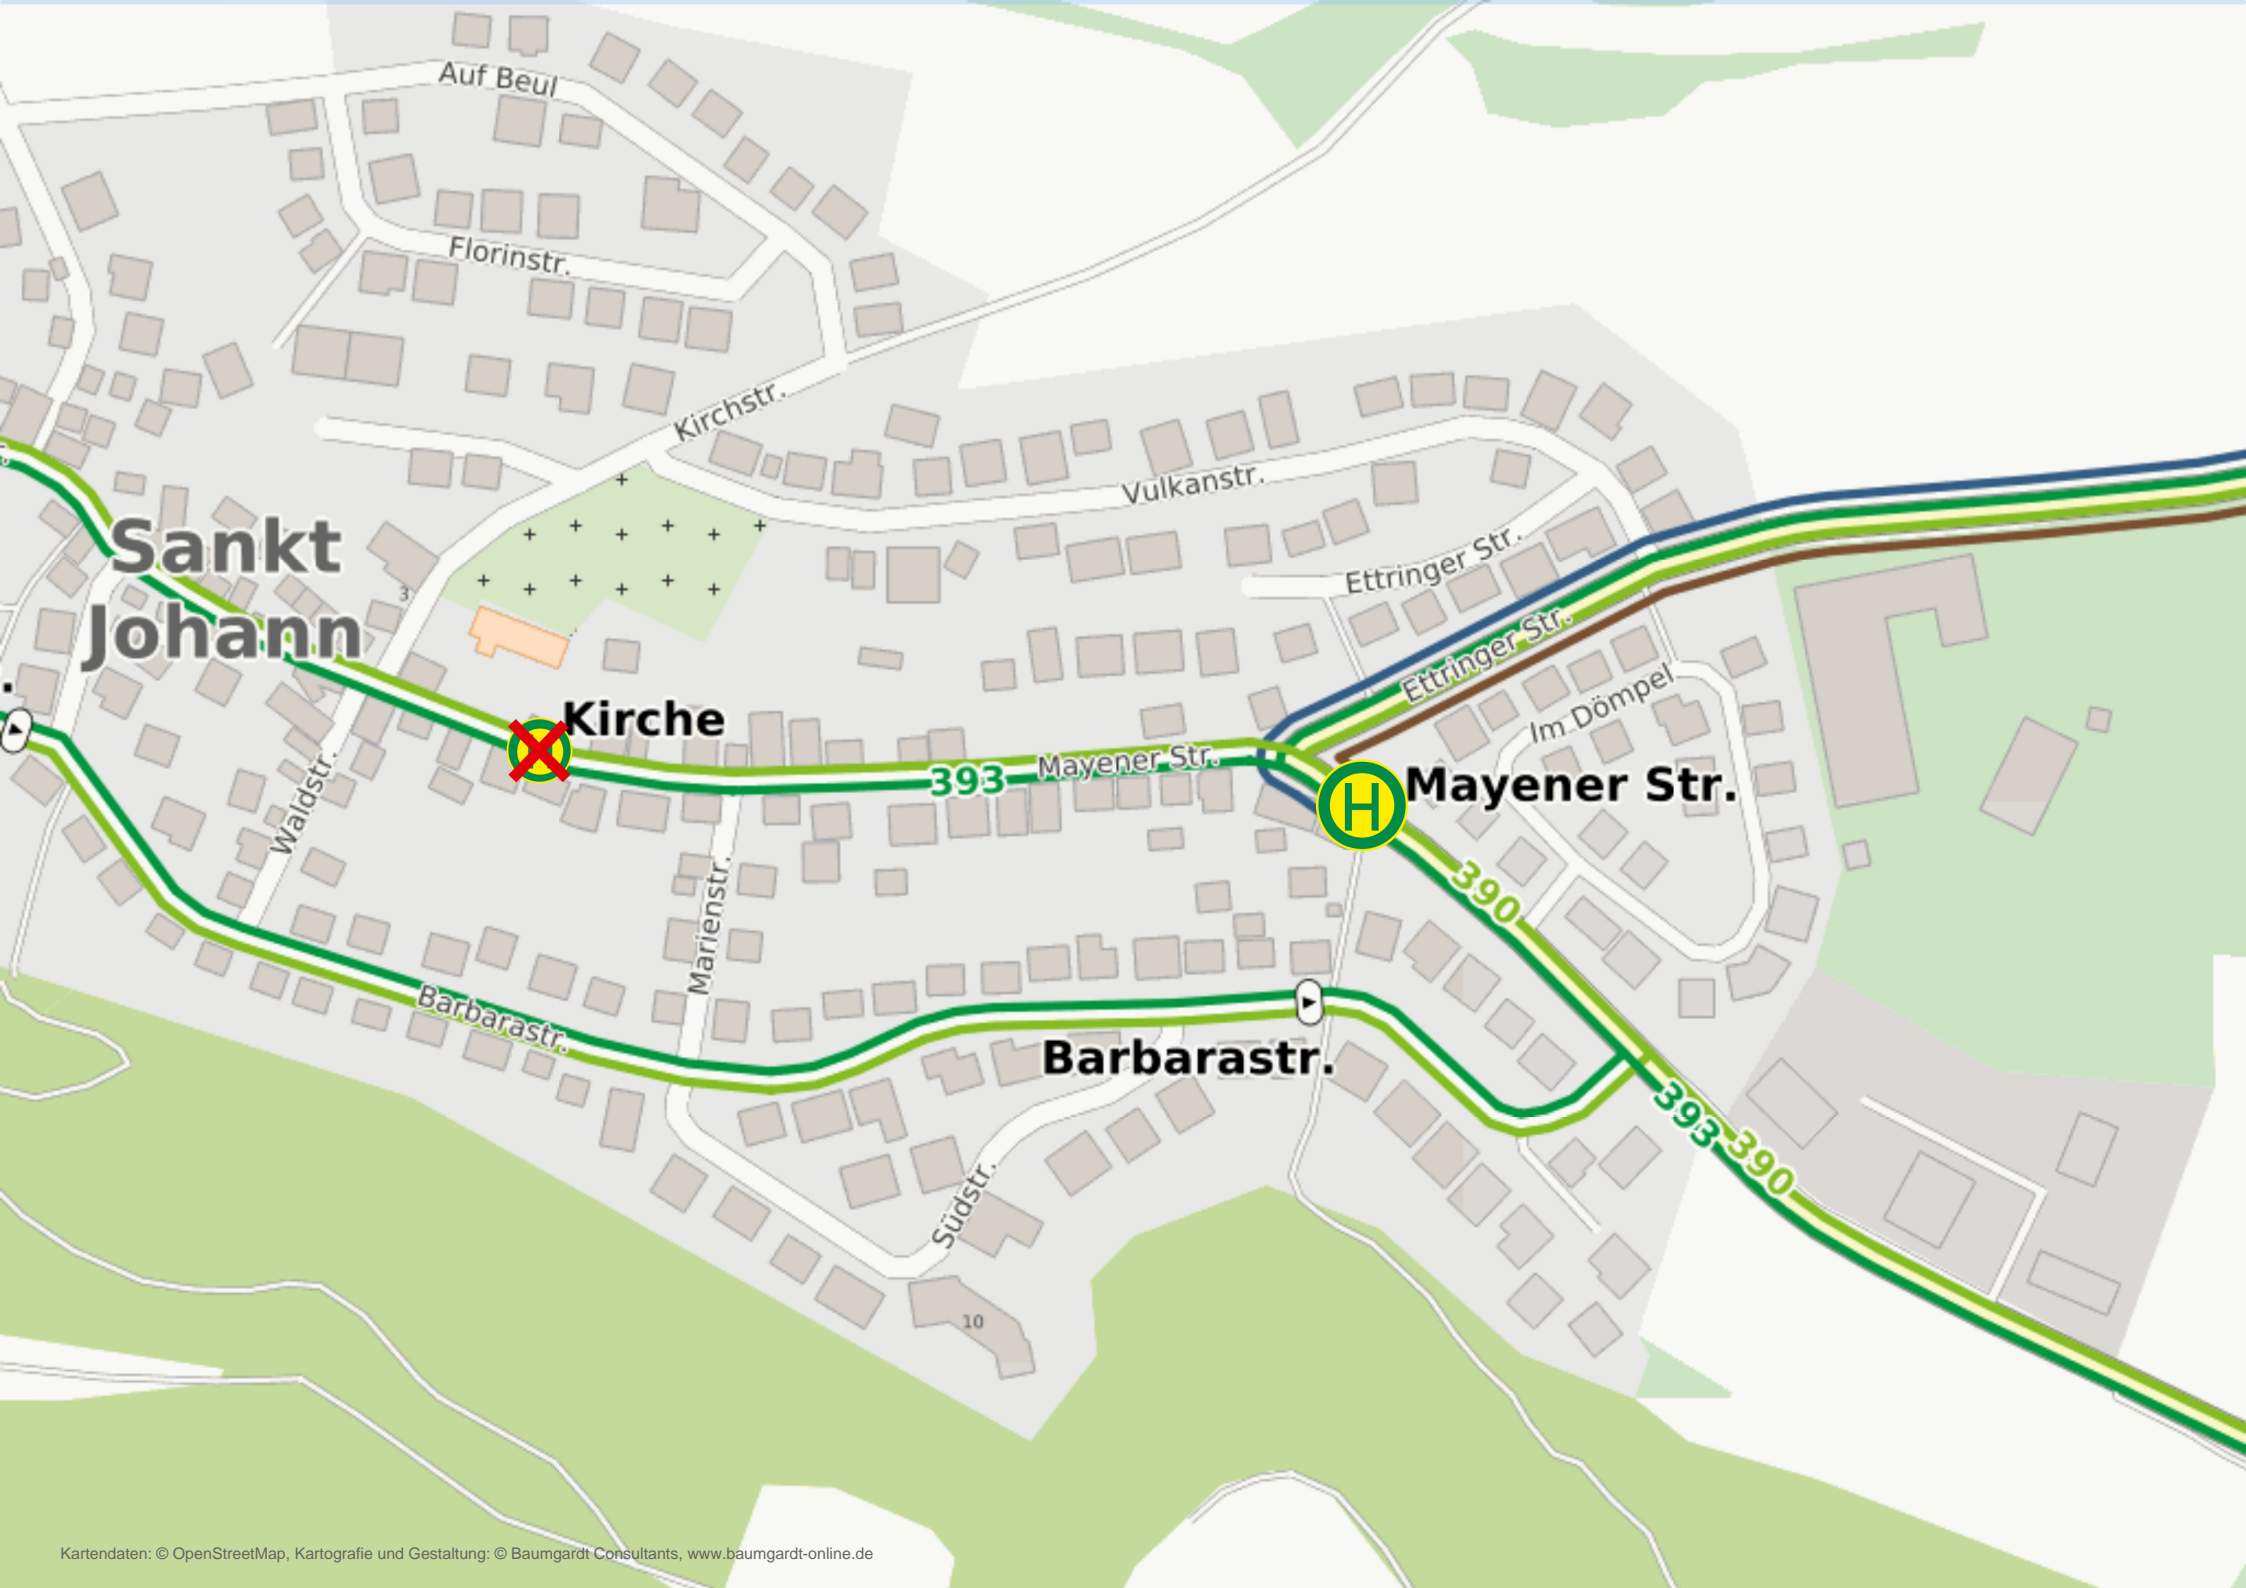 Auf Beul
Florinstr.
Kirchstr.
Vulkanstr.
Sankt
Johann
3
Ettringer Str.
Ettringer Str.
Im Dömpel
Kirche
Mayener Str.
393
H
Mayener Str.
Waldstr.
Marienstr.
390
Barbarastr.
Barbarastr.
393
390
Südstr.
10
Kartendaten: © OpenStreetMap, Kartografie und Gestaltung: © Baumgardt Consultants, www.baumgardt-online.de